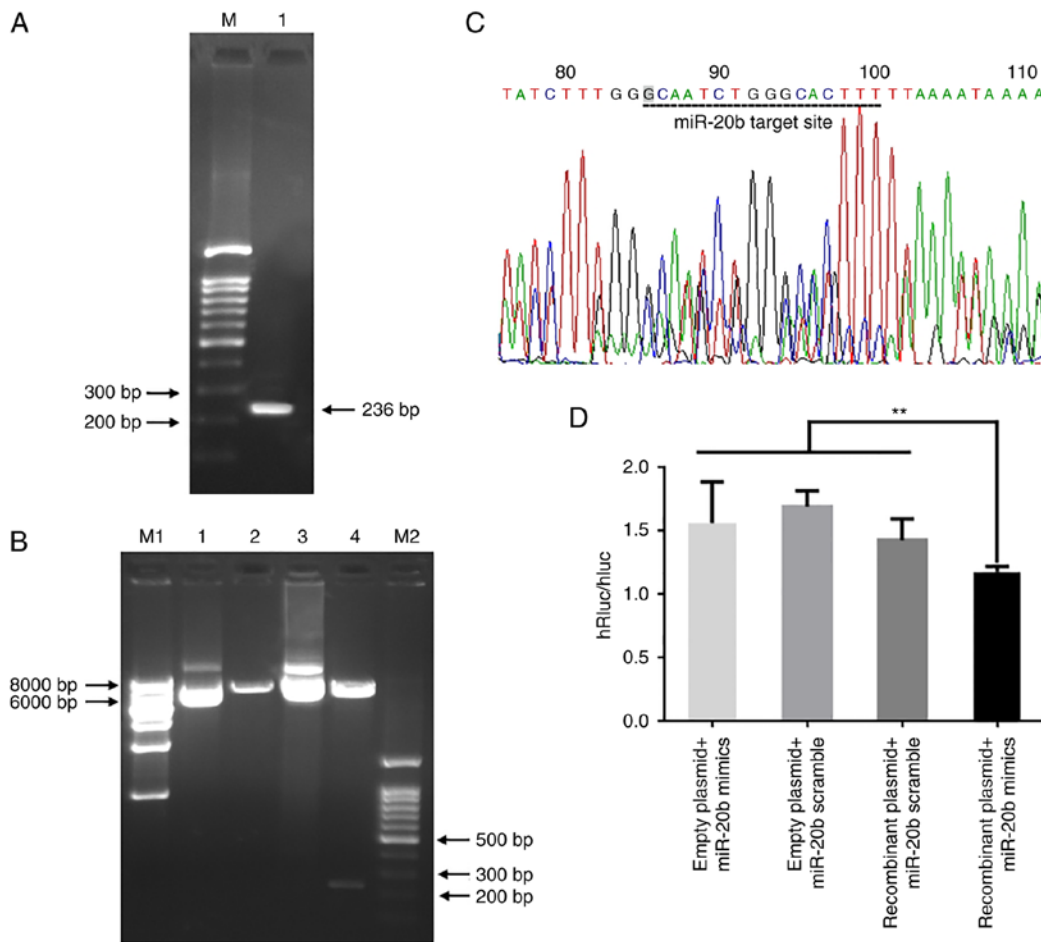 A
M 1
300 bp
200 bp
236 bp
B
M1 1 2 3 4 M2
8000 bp
6000 bp
500 bp
300 bp
200 bp
C
80 90 100 110
TATCTTTGGGCAATCTGGGCACTTTTTAAAATAAAA
miR-20b target site
D
**
hRluc/hluc
2.0
1.5
1.0
0.5
0.0
Empty plasmid+
miR-20b mimics
Empty plasmid+
miR-20b scramble
Recombinant plasmid+
miR-20b scramble
Recombinant plasmid+
miR-20b mimics